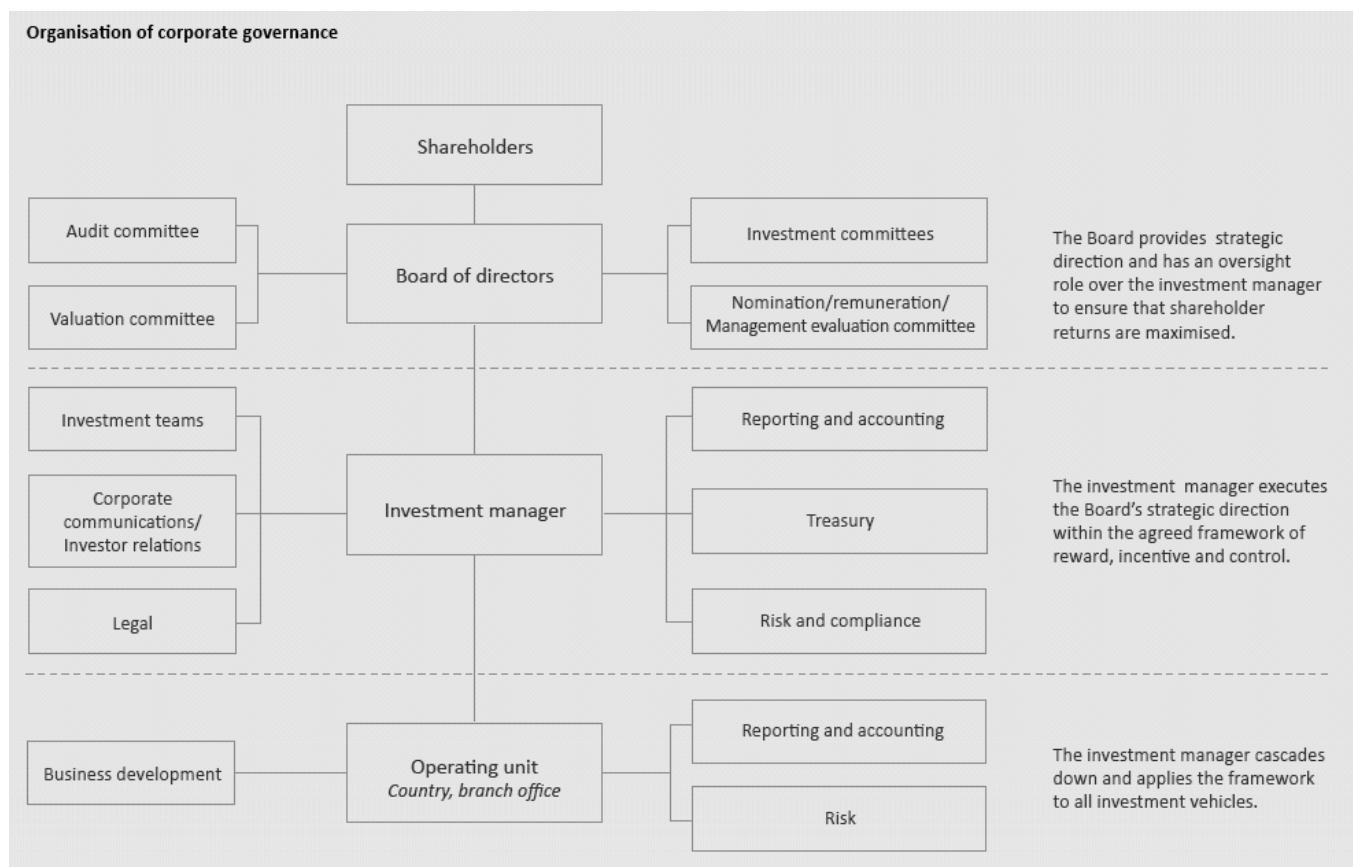 Organisation of corporate governance
Shareholders
Audit committee
Valuation committee
Board of directors
Investment committees
Nomination/remuneration/
Management evaluation committee
The Board provides strategic
direction and has an oversight
role over the investment manager
to ensure that shareholder
returns are maximised.
Investment teams
Corporate
communications/
Investor relations
Legal
Investment manager
Reporting and accounting
Treasury
Risk and compliance
The investment manager executes
the Board’s strategic direction
within the agreed framework of
reward, incentive and control.
Business development
Operating unit
Country, branch office
Reporting and accounting
Risk
The investment manager cascades
down and applies the framework
to all investment vehicles.